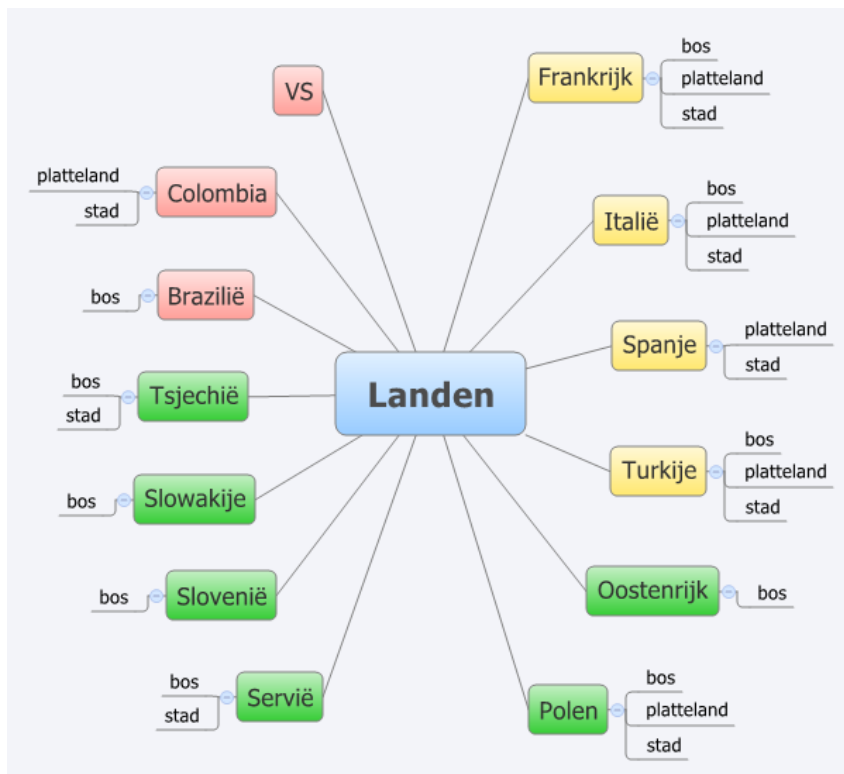 Landen
Frankrijk
bos
platteland
stad
Italië
bos
platteland
stad
Spanje
platteland
stad
Turkije
bos
platteland
stad
Oostenrijk
bos
Polen
bos
platteland
stad
Servië
bos
stad
Slovenië
bos
Slowakije
bos
Tsjechië
bos
stad
Brazilië
bos
Colombia
platteland
stad
VS